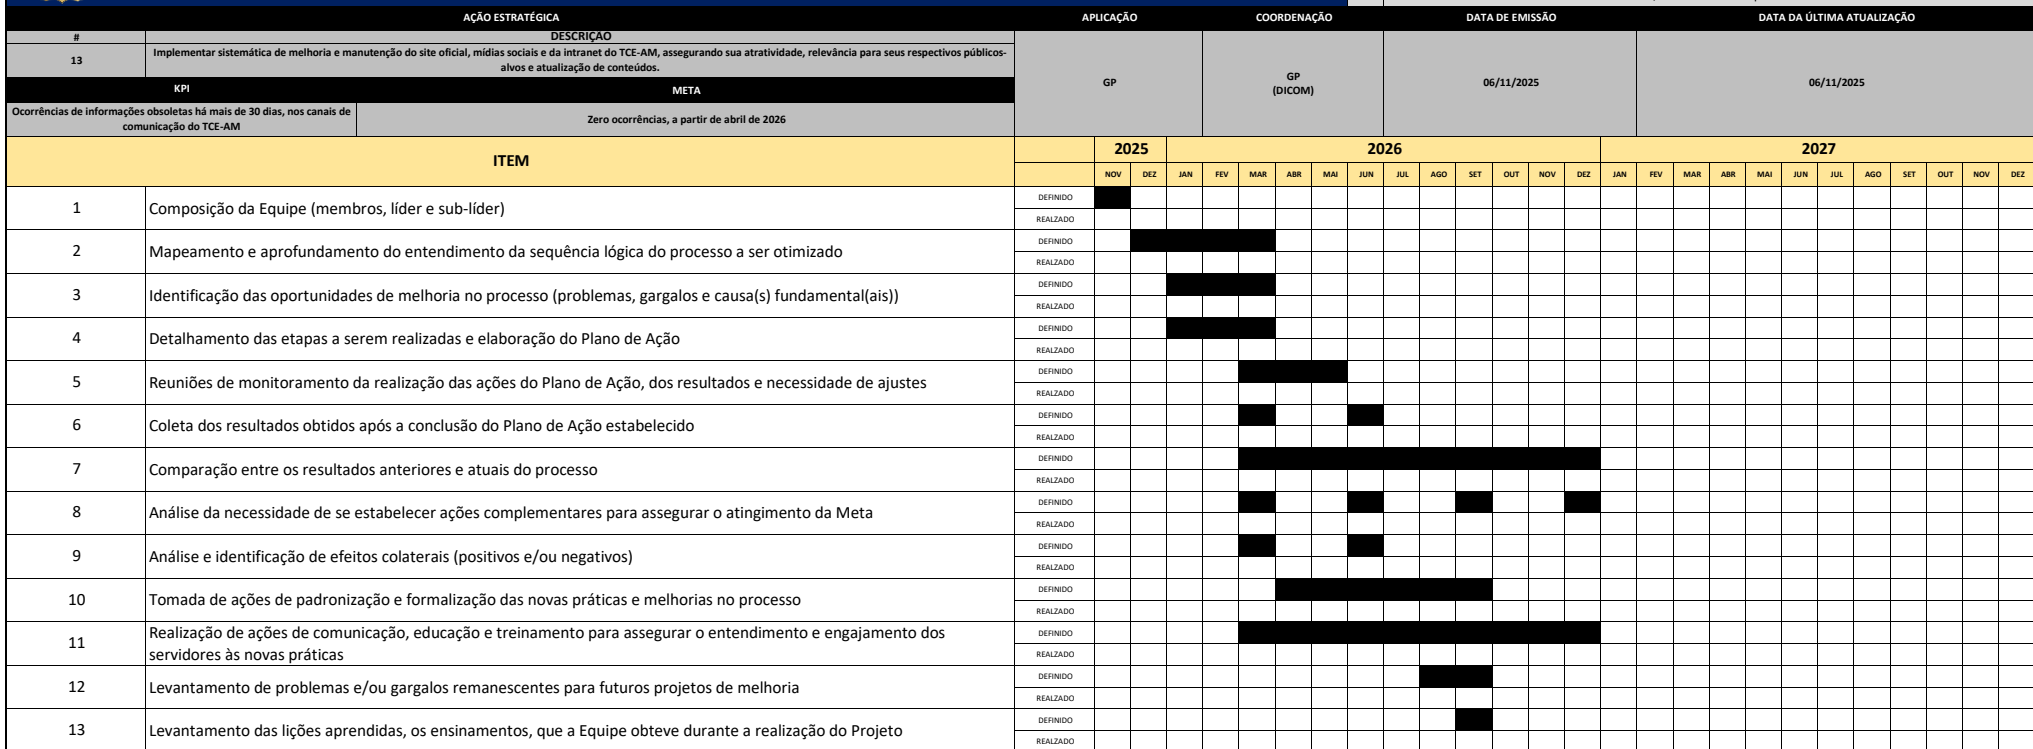 AÇÃO ESTRATÉGICA APLICAÇÃO COORDENAÇÃO DATA DE EMISSÃO DATA DA ÚLTIMA ATUALIZAÇÃO
# DESCRIÇÃO
13 Implementar sistemática de melhoria e manutenção do site oficial, mídias sociais e da intranet do TCE-AM, assegurando sua atratividade, relevância para seus respectivos públicos-
alvos e atualização de conteúdos.
GP
GP
(DICOM)
06/11/2025
06/11/2025
KPI META
Ocorrências de informações obsoletas há mais de 30 dias, nos canais de
comunicação do TCE-AM
Zero ocorrências, a partir de abril de 2026
ITEM
2025 2026 2027
NOV DEZ JAN FEV MAR ABR MAI JUN JUL AGO SET OUT NOV DEZ JAN FEV MAR ABR MAI JUN JUL AGO SET OUT NOV DEZ
1 Composição da Equipe (membros, líder e sub-líder)
DEFINIDO
REALZADO
2 Mapeamento e aprofundamento do entendimento da sequência lógica do processo a ser otimizado
DEFINIDO
REALZADO
3 Identificação das oportunidades de melhoria no processo (problemas, gargalos e causa(s) fundamental(ais))
DEFINIDO
REALZADO
4 Detalhamento das etapas a serem realizadas e elaboração do Plano de Ação
DEFINIDO
REALZADO
5 Reuniões de monitoramento da realização das ações do Plano de Ação, dos resultados e necessidade de ajustes
DEFINIDO
REALZADO
6 Coleta dos resultados obtidos após a conclusão do Plano de Ação estabelecido
DEFINIDO
REALZADO
7 Comparação entre os resultados anteriores e atuais do processo
DEFINIDO
REALZADO
8 Análise da necessidade de se estabelecer ações complementares para assegurar o atingimento da Meta
DEFINIDO
REALZADO
9 Análise e identificação de efeitos colaterais (positivos e/ou negativos)
DEFINIDO
REALZADO
10 Tomada de ações de padronização e formalização das novas práticas e melhorias no processo
DEFINIDO
REALZADO
11 Realização de ações de comunicação, educação e treinamento para assegurar o entendimento e engajamento dos
servidores às novas práticas
DEFINIDO
REALZADO
12 Levantamento de problemas e/ou gargalos remanescentes para futuros projetos de melhoria
DEFINIDO
REALZADO
13 Levantamento das lições aprendidas, os ensinamentos, que a Equipe obteve durante a realização do Projeto
DEFINIDO
REALZADO